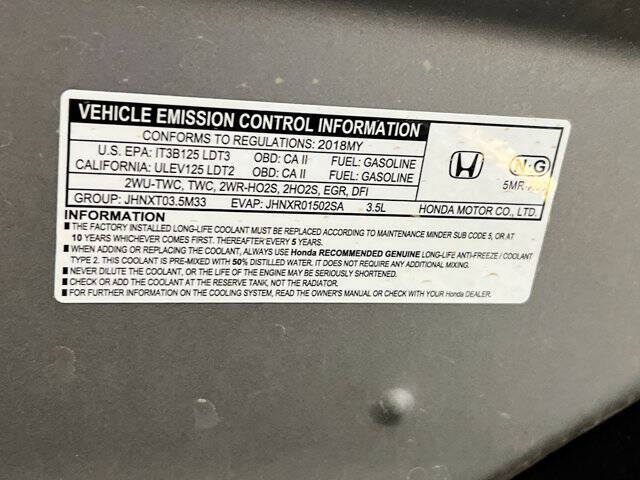 VEHICLE EMISSION CONTROL INFORMATION
CONFORMS TO REGULATIONS: 2018MY
U.S. EPA: IT3B125 LDT3 OBD: CA II FUEL: GASOLINE
CALIFORNIA: ULEV125 LDT2 OBD: CA II FUEL: GASOLINE
2WU-TWC, TWC, 2WR-HO2S, 2HO2S, EGR, DFI
GROUP: JHNXT03.5M33 EVAP: JHNXR01502SA 3.5L
N-G
HONDA MOTOR CO., LTD.
INFORMATION
■ THE FACTORY INSTALLED LONG-LIFE COOLANT MUST BE REPLACED ACCORDING TO MAINTENANCE MINDER SUB CODE 5, OR AT
10 YEARS WHICHEVER COMES FIRST. THEREAFTER EVERY 5 YEARS.
■ WHEN ADDING OR REPLACING THE COOLANT, ALWAYS USE Honda RECOMMENDED GENUINE LONG-LIFE ANTI-FREEZE / COOLANT
TYPE 2. THIS COOLANT IS PRE-MIXED WITH 50% DISTILLED WATER. IT DOES NOT REQUIRE ANY ADDITIONAL MIXING.
■ NEVER DILUTE THE COOLANT, OR THE LIFE OF THE ENGINE MAY BE SERIOUSLY SHORTENED.
■ CHECK OR ADD THE COOLANT AT THE RESERVE TANK, NOT THE RADIATOR.
■ FOR FURTHER INFORMATION ON THE COOLING SYSTEM, READ THE OWNER'S MANUAL OR CHECK WITH YOUR Honda DEALER.